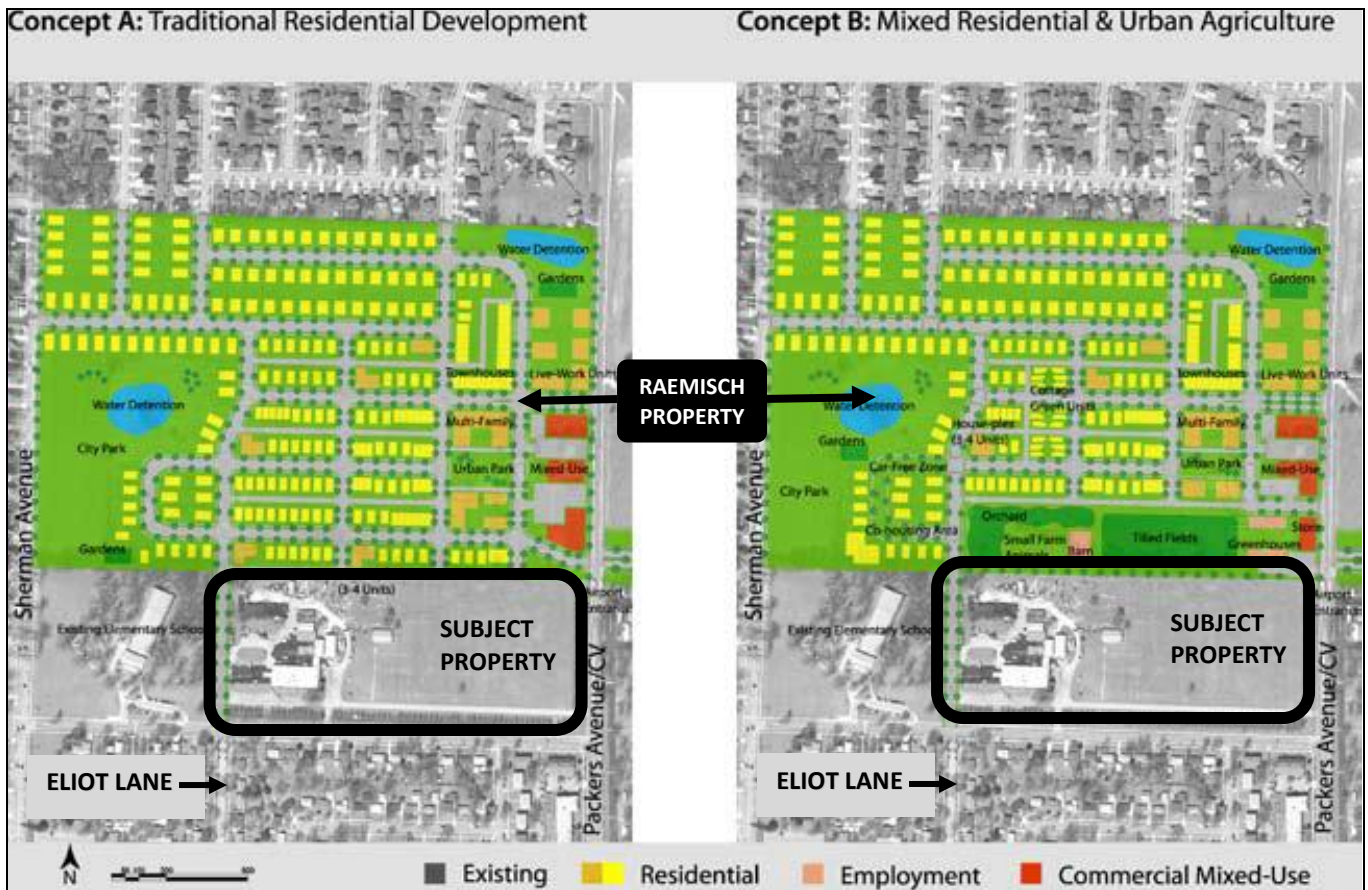 Concept A: Traditional Residential Development
Water Detention
Gardens
Townhouses
Live-Work Units
Water Detention
Multi-Family
City Park
Urban Park
Mixed-Use
Gardens
(3-4 Units)
Airport
Existing Elementary School
SUBJECT
PROPERTY
Sherman Avenue
Packers Avenue/CV
ELIOT LANE
RAEMISCH
PROPERTY
Concept B: Mixed Residential & Urban Agriculture
Water Detention
Gardens
Townhouses
Live-Work Units
Cottage
Green Units
Water Detention
House-plex
(3-4 Units)
Multi-Family
Gardens
Car-Free Zone
Urban Park
Mixed-Use
City Park
Co-housing Area
Orchard
Small Farm
Animals
Barn
Tilled Fields
Store
Greenhouses
Airport
Entrance
Existing Elementary School
SUBJECT
PROPERTY
Sherman Avenue
Packers Avenue/CV
ELIOT LANE
N
Existing
Residential
Employment
Commercial Mixed-Use